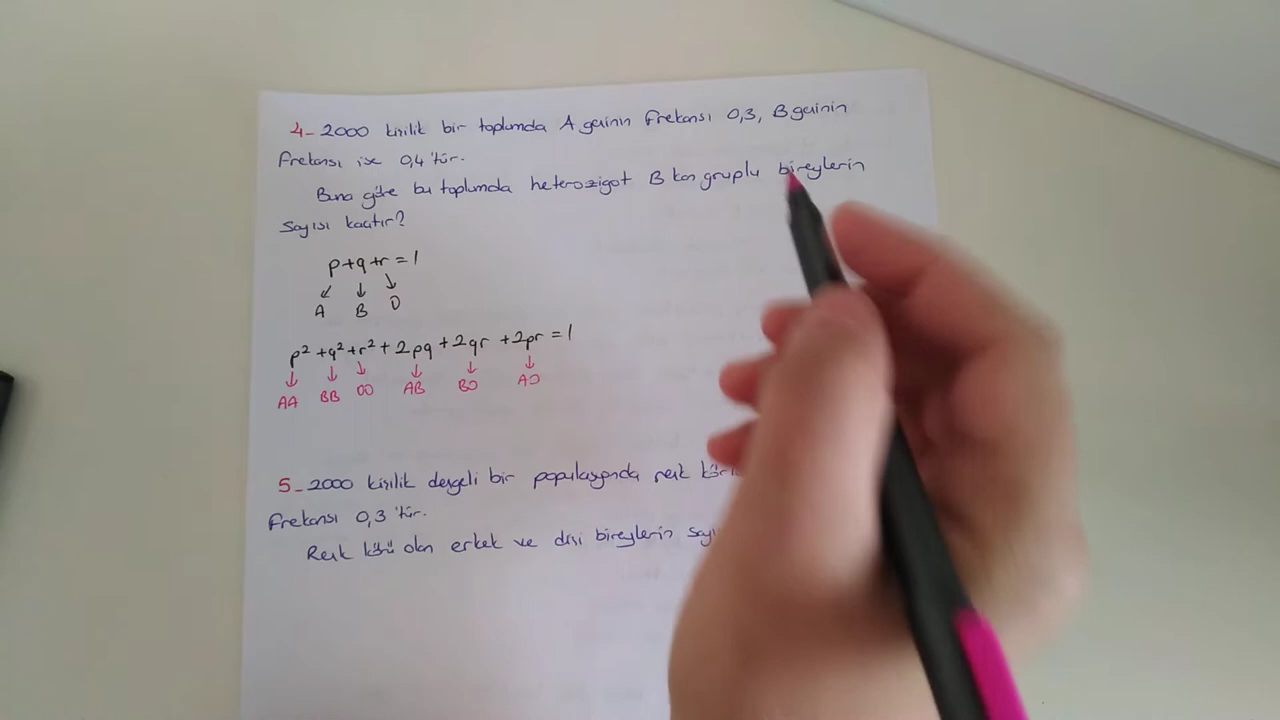 4- 2000 kişilik bir toplumda A geninin frekansı 0,3, B geninin
frekansı ise 0,4'tür.
Buna göre bu toplumda heterozigot B kan gruplu bireylerin
sayısı kaçtır?
p+q+r=1
↙ ↓ ↘
A B O
p²+q²+r²+2pq+2qr+2pr=1
↓ ↓ ↓ ↓ ↓ ↓
AA BB OO AB BO AO
5- 2000 kişilik dengeli bir populasyonda renk
frekansı 0,3'tür.
Renk körü olan erkek ve dişi bireylerin